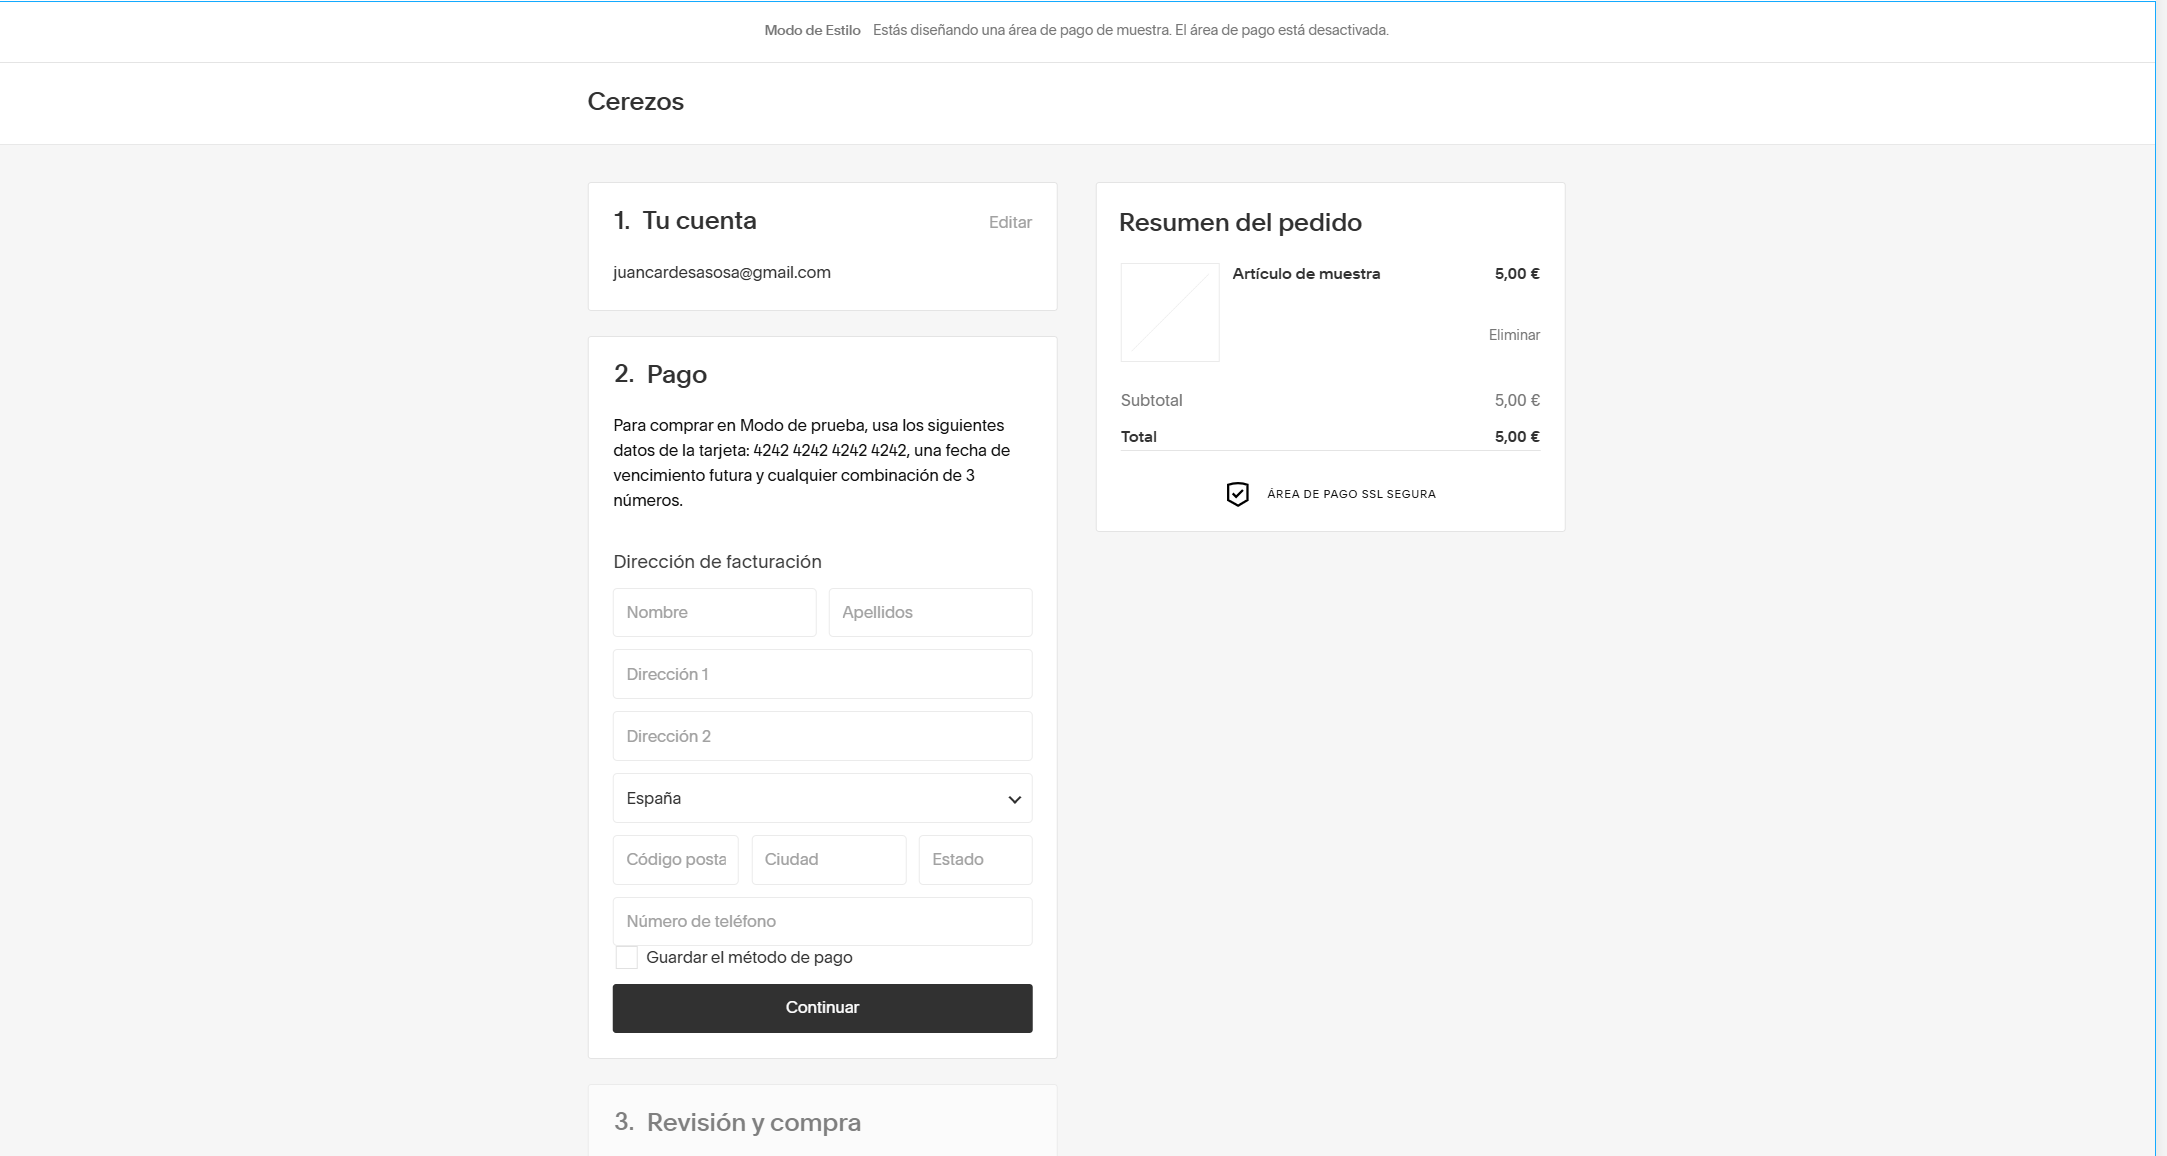 Modo de Estilo Estás diseñando una área de pago de muestra. El área de pago está desactivada.
Cerezos
1. Tu cuenta
Editar
juancardesasosa@gmail.com
2. Pago
Para comprar en Modo de prueba, usa los siguientes
datos de la tarjeta: 4242 4242 4242 4242, una fecha de
vencimiento futura y cualquier combinación de 3
números.
Dirección de facturación
Nombre
Apellidos
Dirección 1
Dirección 2
España
Código posta
Ciudad
Estado
Número de teléfono
Guardar el método de pago
Continuar
3. Revisión y compra
Resumen del pedido
Artículo de muestra
5,00 €
Eliminar
Subtotal
5,00 €
Total
5,00 €
ÁREA DE PAGO SSL SEGURA